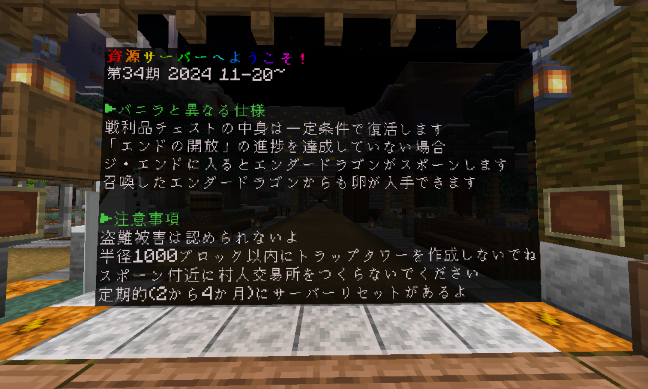 資源サーバーへようこそ！
第34期 2024 11-20~
►バニラと異なる仕様
戦利品チェストの中身は一定条件で復活します
「エンドの開放」の進捗を達成していない場合
ジ・エンドに入るとエンダードラゴンがスポーンします
召喚したエンダードラゴンからも卵が入手できます
►注意事項
盗難被害は認められないよ
半径1000ブロック以内にトラップタワーを作成しないでね
スポーン付近に村人交易所をつくらないでください
定期的(2から4か月)にサーバーリセットがあるよ